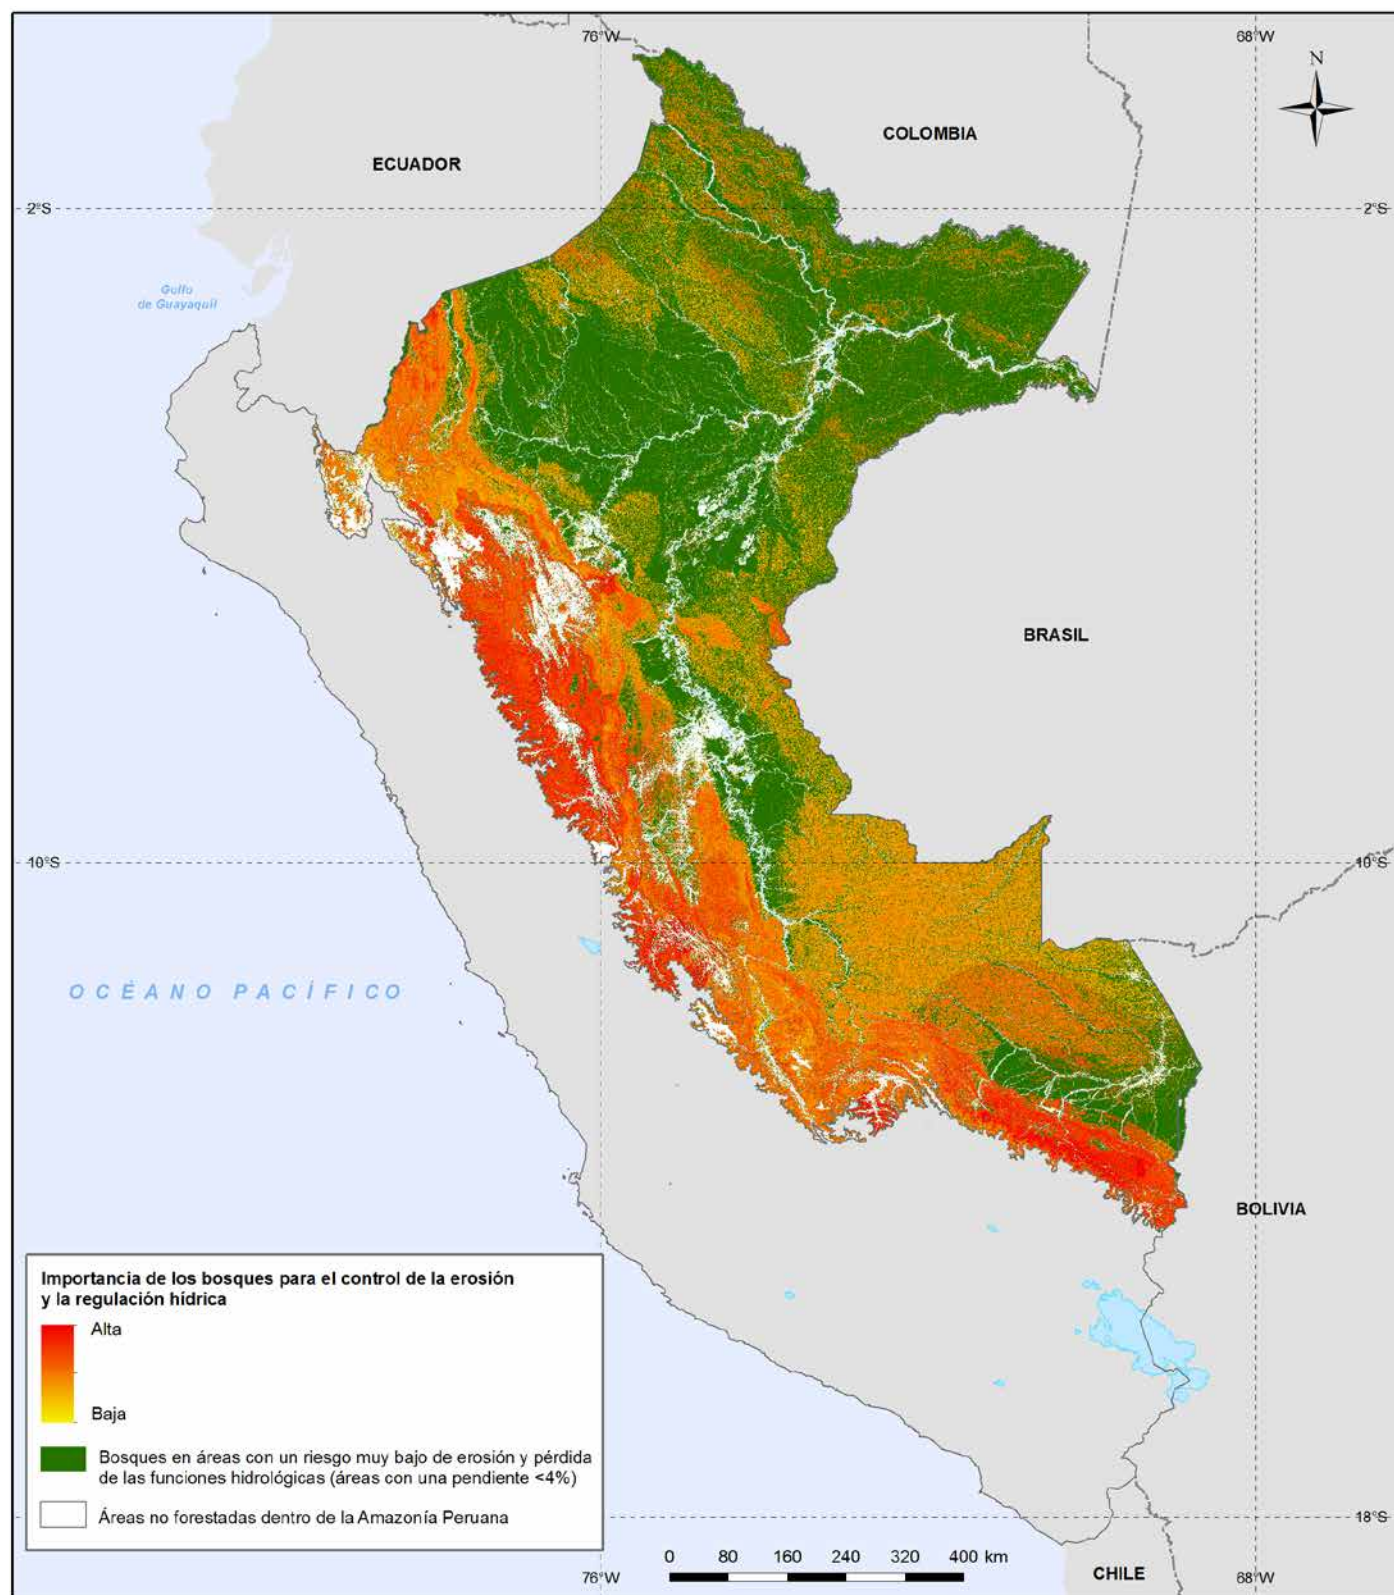 76°W
68°W
N
COLOMBIA
ECUADOR
2°S
2°S
Golfo
de Guayaquil
BRASIL
10°S
10°S
OCÉANO PACÍFICO
BOLIVIA
Importancia de los bosques para el control de la erosión
y la regulación hídrica
Alta
Baja
Bosques en áreas con un riesgo muy bajo de erosión y pérdida
de las funciones hidrológicas (áreas con una pendiente <4%)
Áreas no forestadas dentro de la Amazonía Peruana
18°S
0 80 160 240 320 400 km
CHILE
76°W
68°W